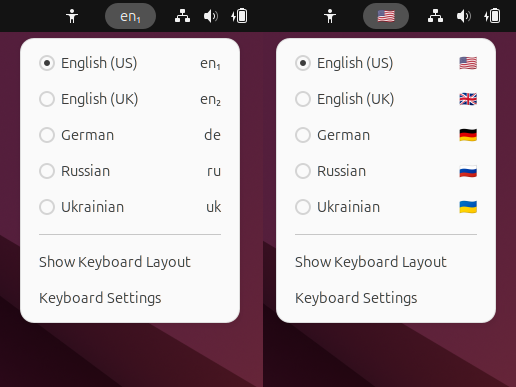 en₁
English (US) en₁
English (UK) en₂
German de
Russian ru
Ukrainian uk
Show Keyboard Layout
Keyboard Settings
English (US)
English (UK)
German
Russian
Ukrainian
Show Keyboard Layout
Keyboard Settings